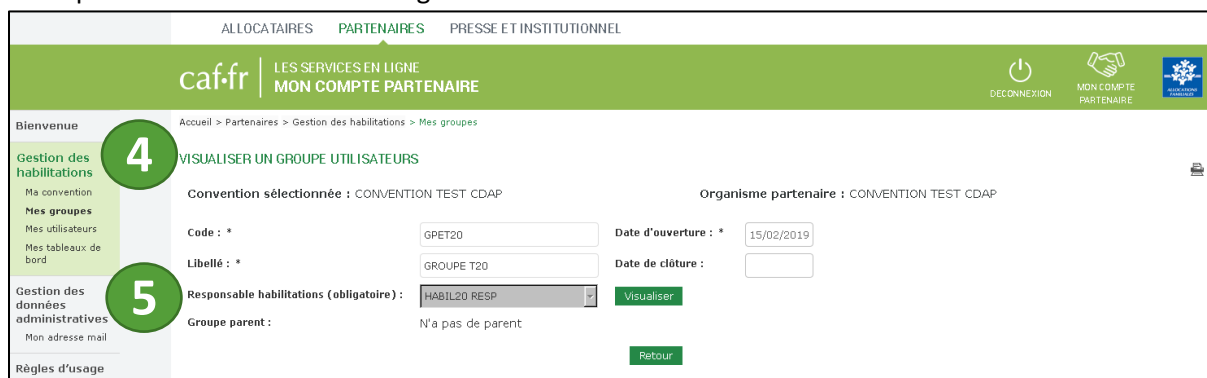 ALLOCATAIRES PARTENAIRES PRESSE ET INSTITUTIONNEL
caf.fr LES SERVICES EN LIGNE
MON COMPTE PARTENAIRE
DECONNEXION
MON COMPTE
PARTENAIRE
ALLOCATIONS
FAMILIALES
Bienvenue
Gestion des
habilitations
Ma convention
Mes groupes
Mes utilisateurs
Mes tableaux de
bord
Gestion des
données
administratives
Mon adresse mail
Règles d'usage
Accueil > Partenaires > Gestion des habilitations > Mes groupes
4
VISUALISER UN GROUPE UTILISATEURS
Convention sélectionnée : CONVENTION TEST CDAP Organisme partenaire : CONVENTION TEST CDAP
Code : * GPET20 Date d'ouverture : * 15/02/2019
Libellé : * GROUPE T20 Date de clôture :
5
Responsable habilitations (obligatoire) : HABIL20 RESP Visualiser
Groupe parent : N'a pas de parent
Retour